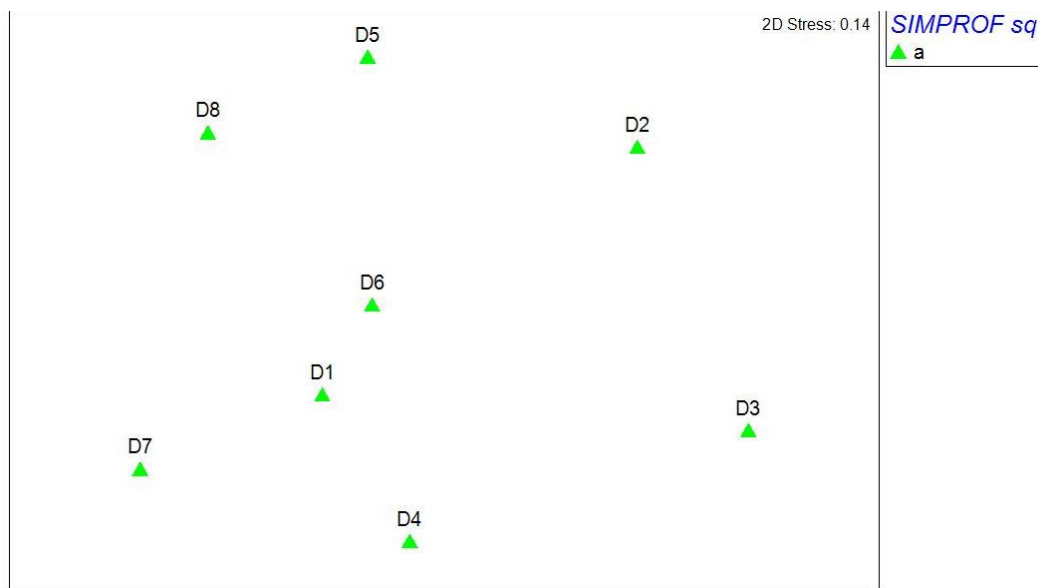 2D Stress: 0.14
SIMPROF sq
a
D5
D8
D2
D6
D1
D3
D7
D4